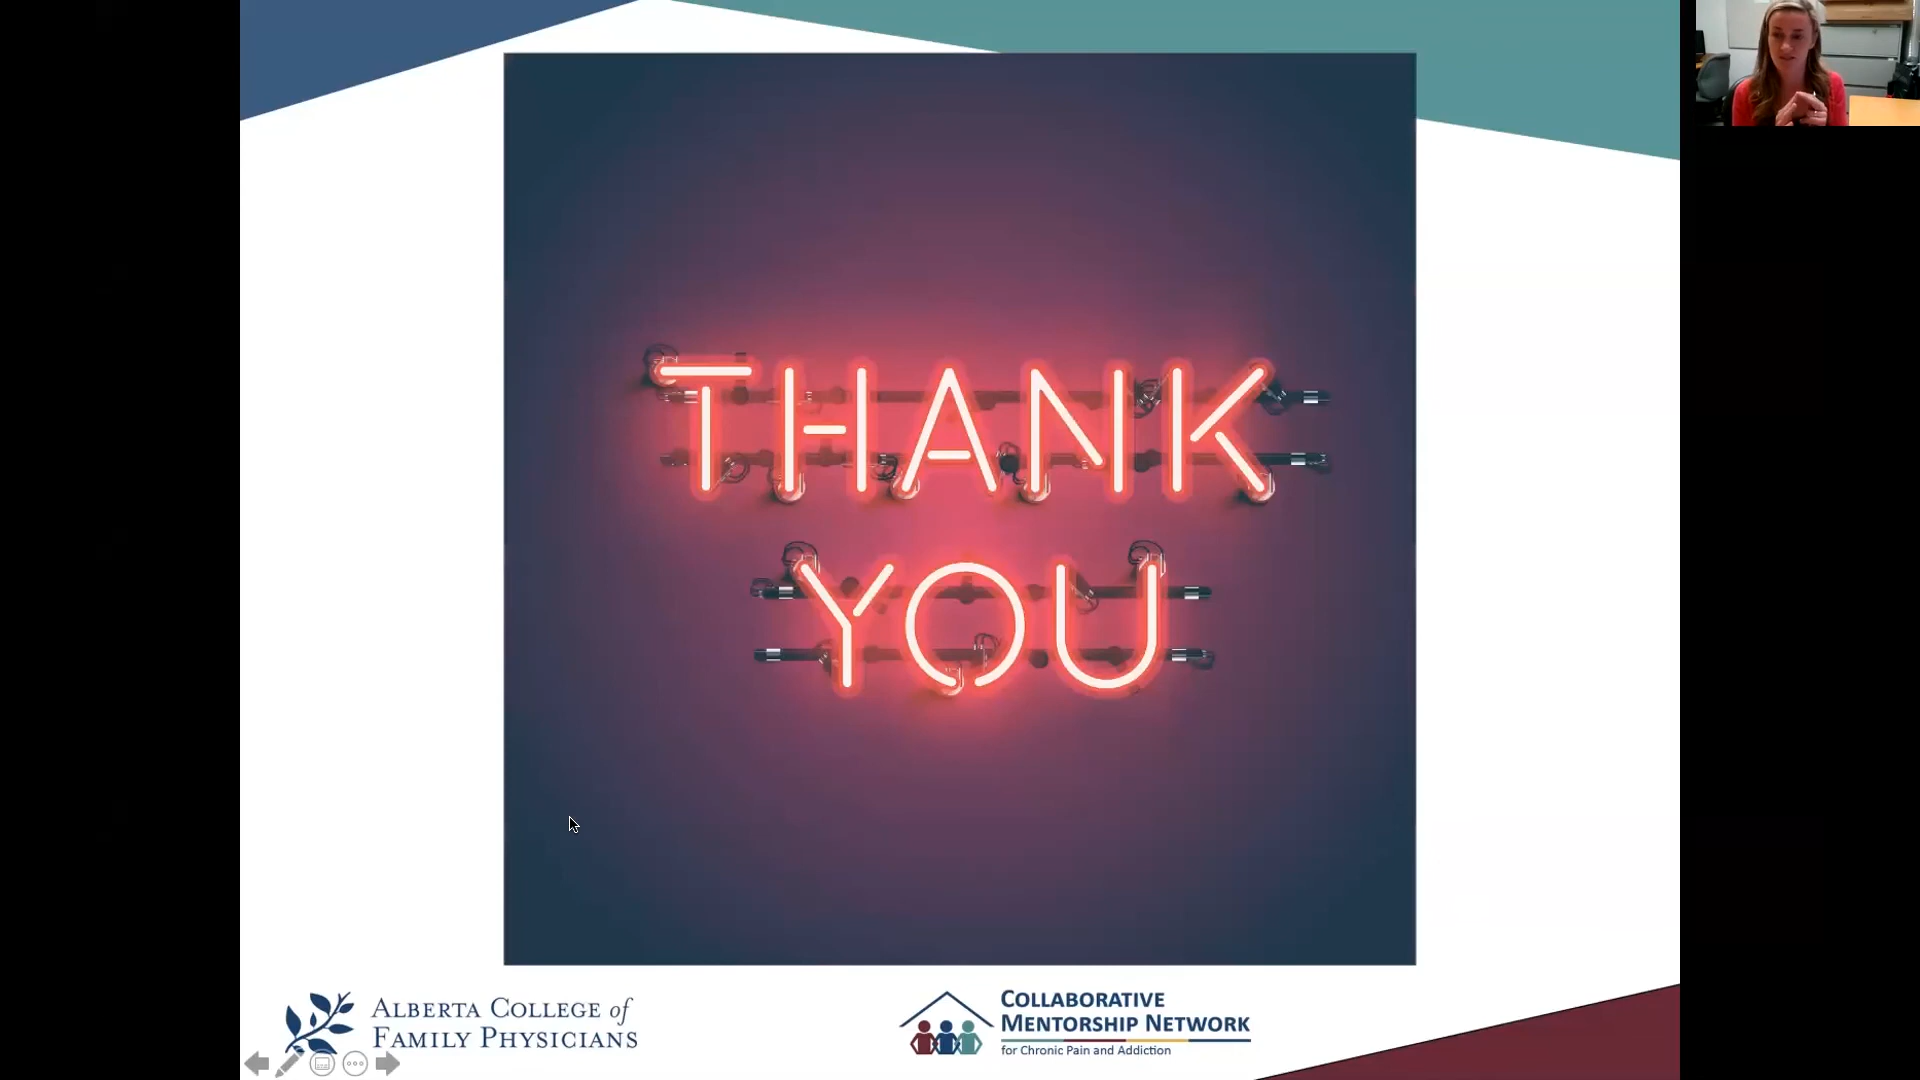 THANK
YOU
ALBERTA COLLEGE of
FAMILY PHYSICIANS
COLLABORATIVE
MENTORSHIP NETWORK
for Chronic Pain and Addiction